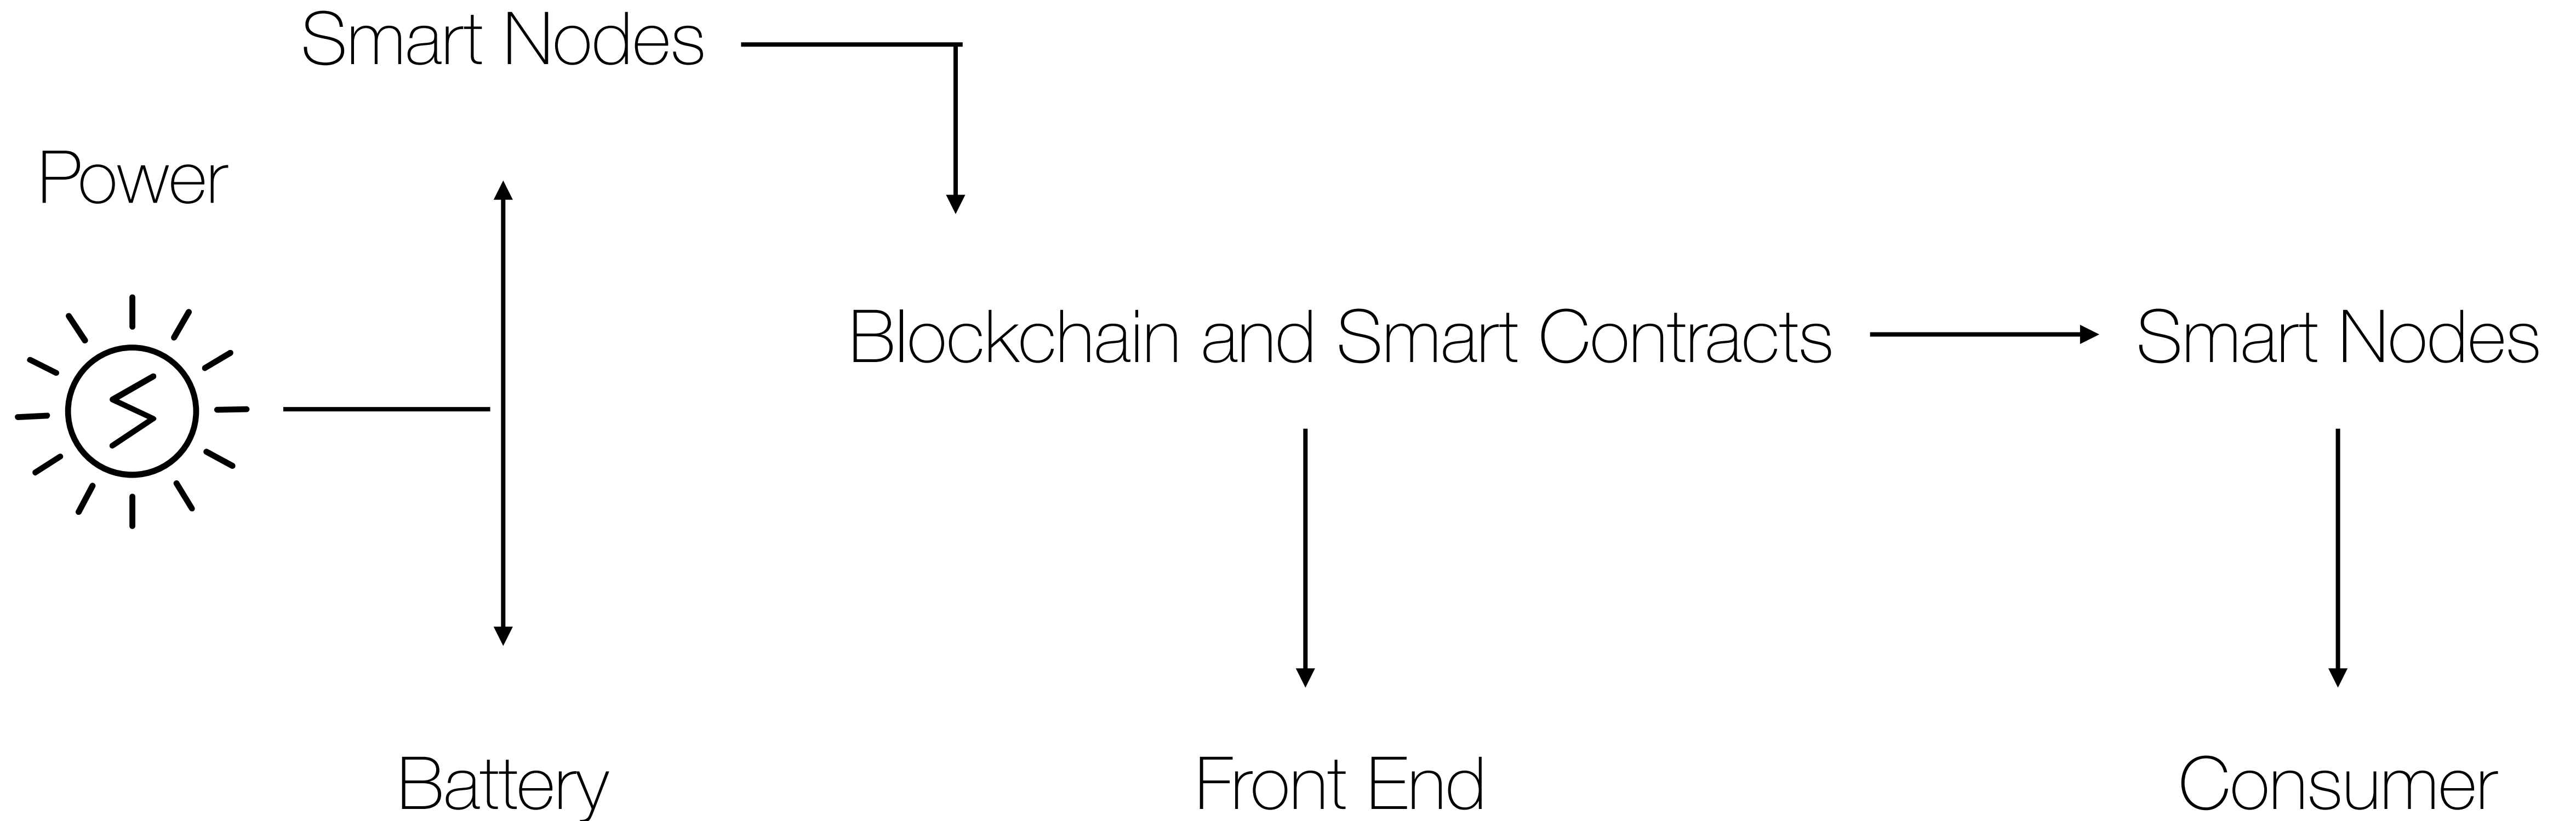 Smart Nodes
Power
Blockchain and Smart Contracts
Smart Nodes
Battery
Front End
Consumer